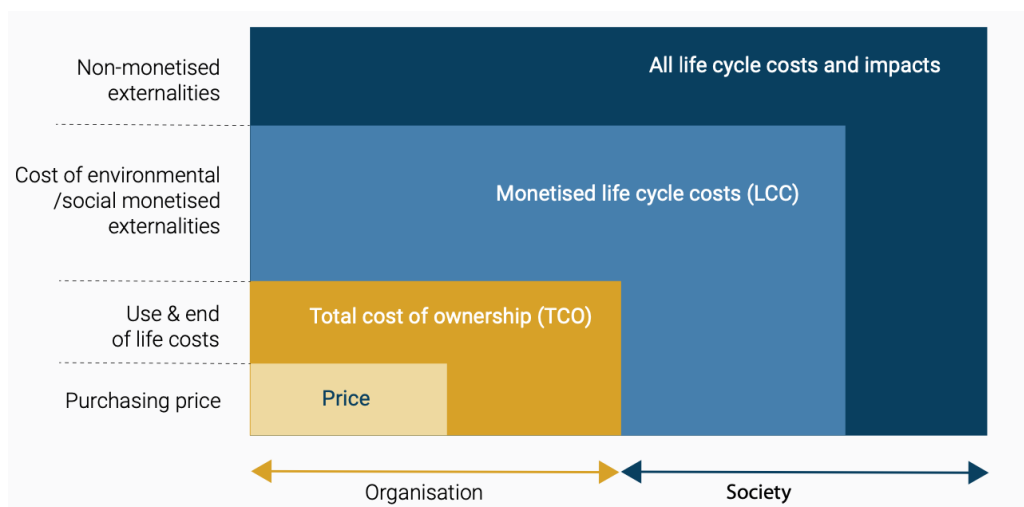 Non-monetised
externalities
All life cycle costs and impacts
Cost of environmental
/social monetised
externalities
Monetised life cycle costs (LCC)
Use & end
of life costs
Total cost of ownership (TCO)
Purchasing price
Price
Organisation
Society